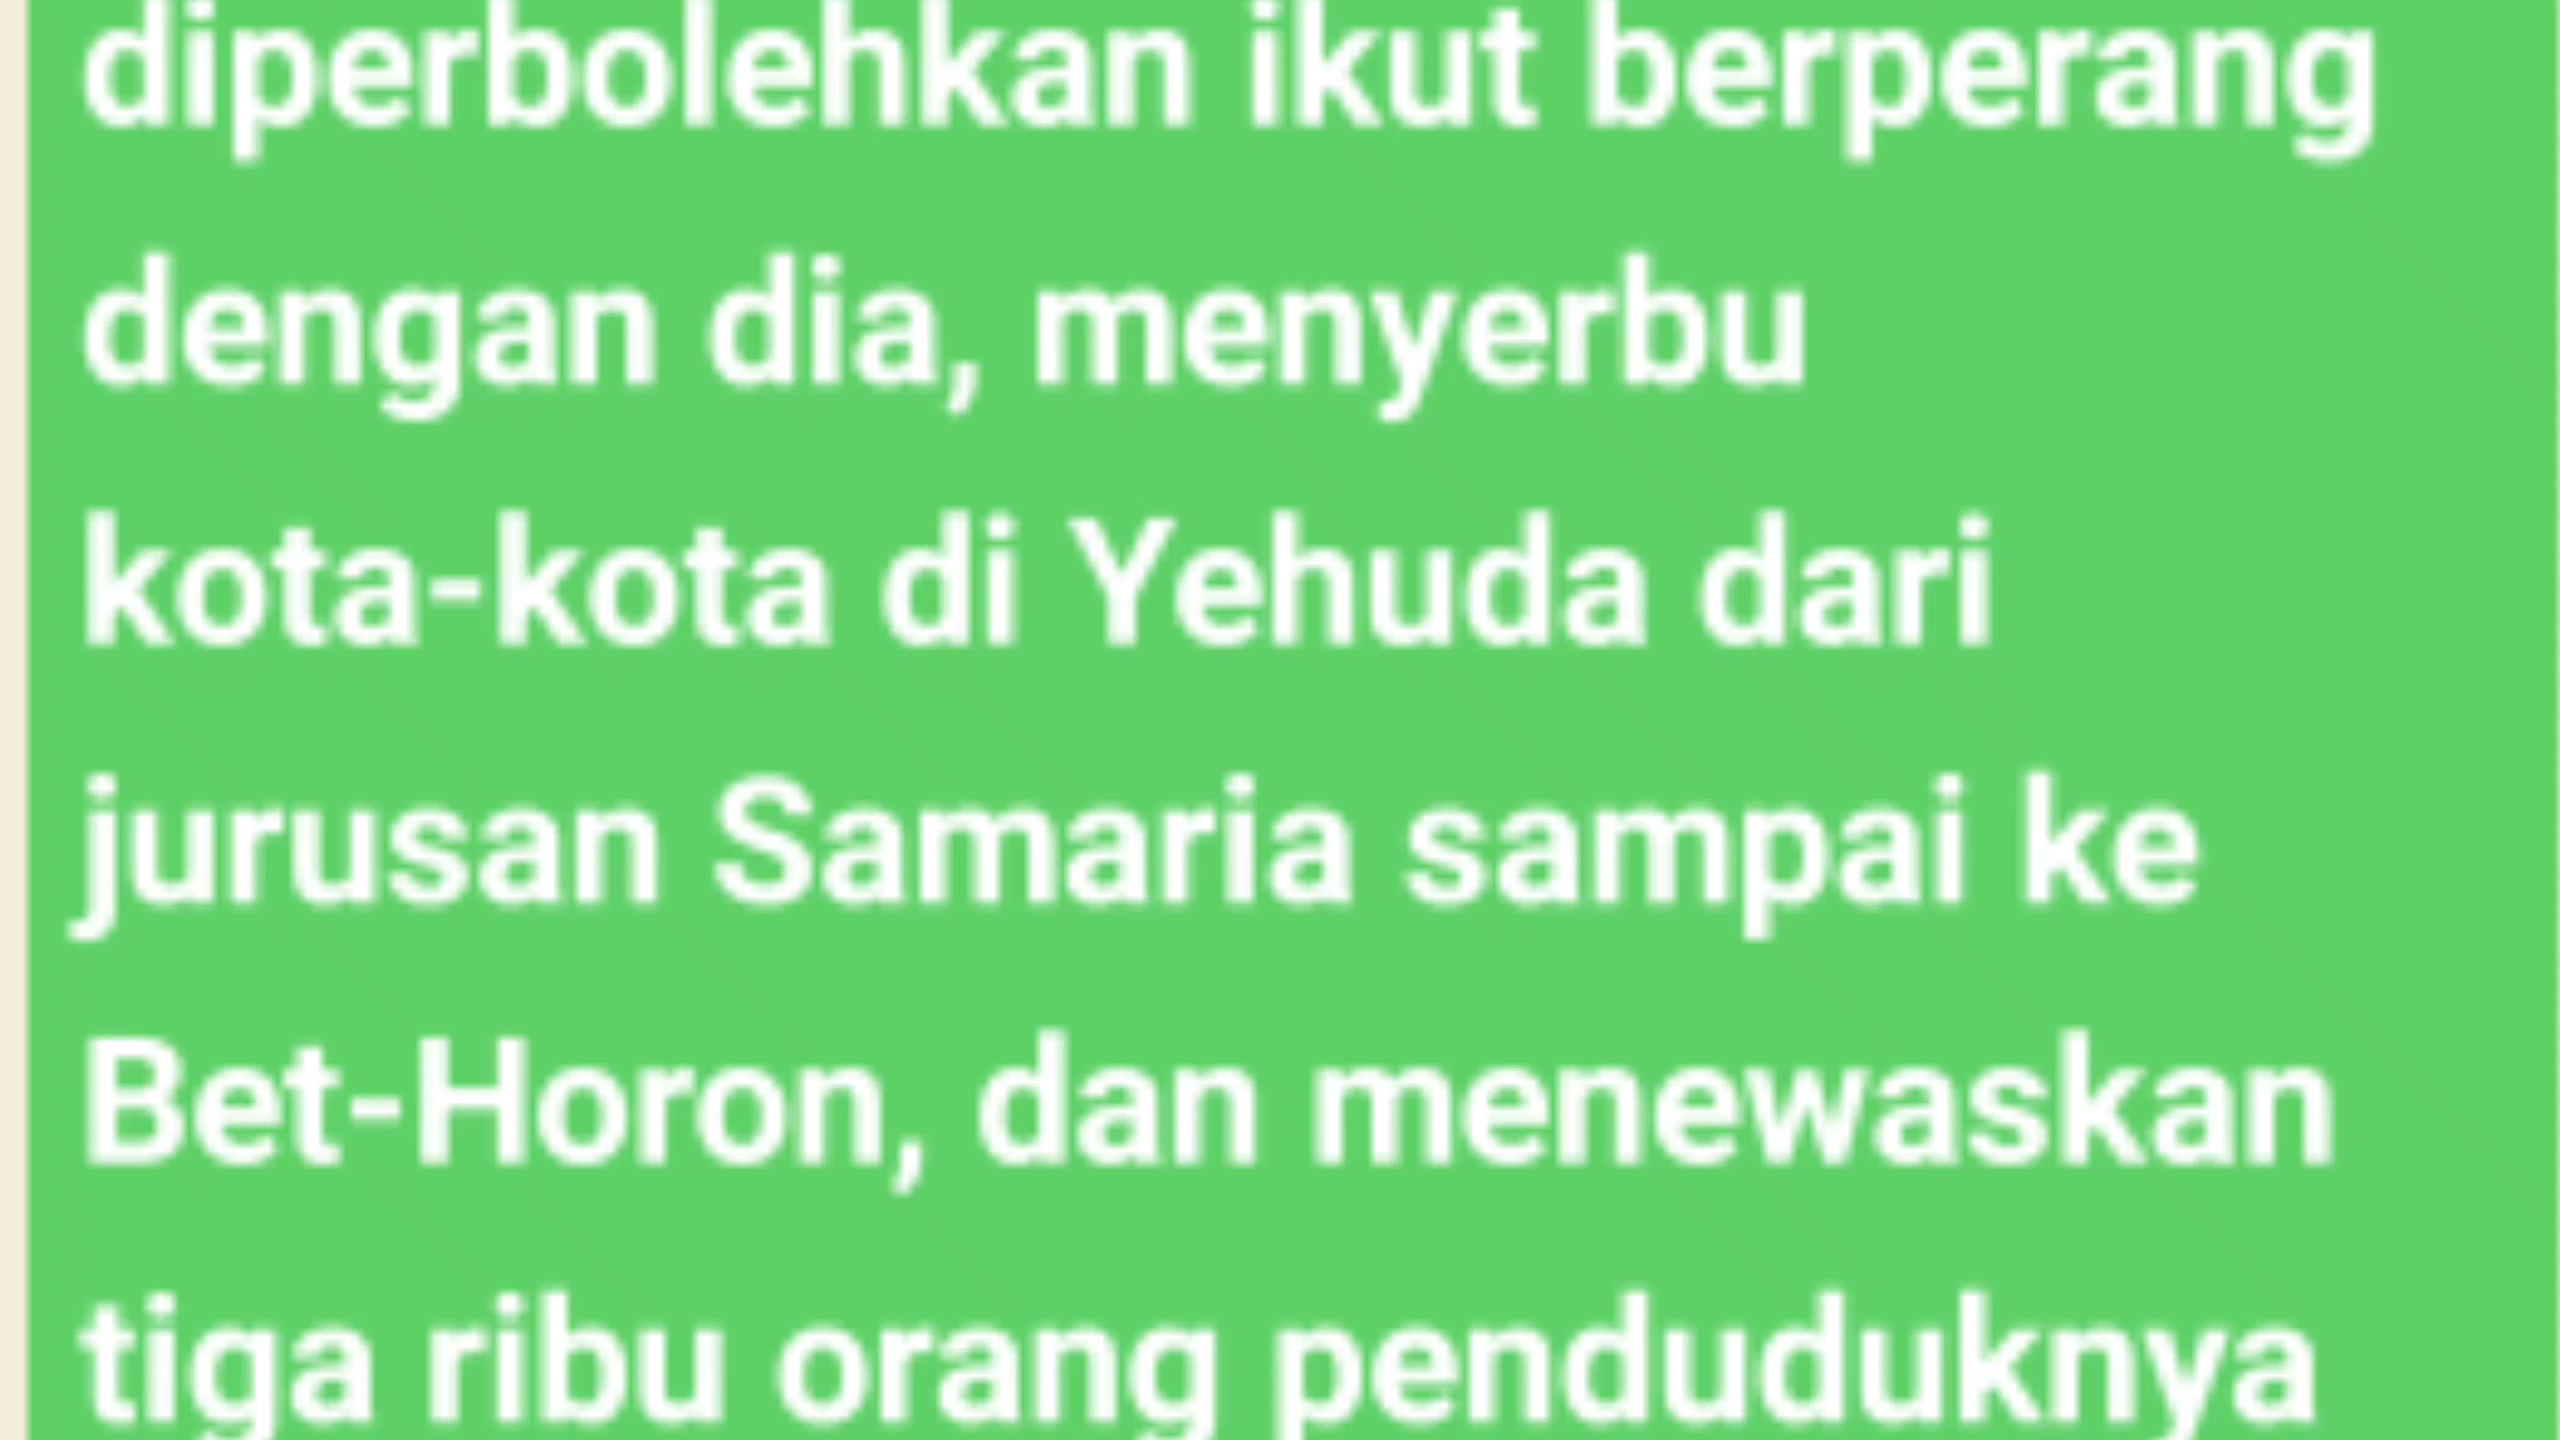 diperbolehkan ikut berperang
dengan dia, menyerbu
kota-kota di Yehuda dari
jurusan Samaria sampai ke
Bet-Horon, dan menewaskan
tiga ribu orang penduduknya